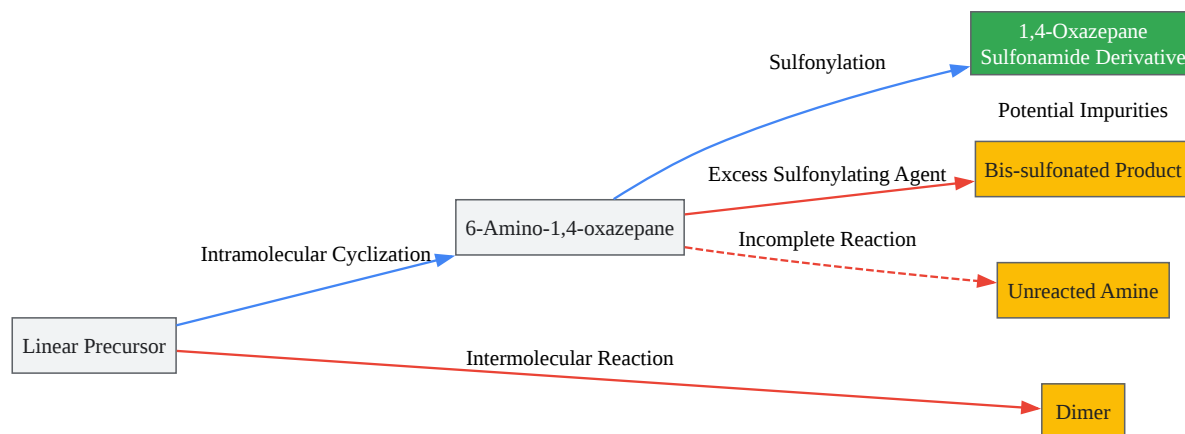 1,4-Oxazepane
Sulfonamide Derivative
Sulfonylation
Potential Impurities
Excess Sulfonylating Agent
Bis-sulfonated Product
6-Amino-1,4-oxazepane
Incomplete Reaction
Intramolecular Cyclization
Unreacted Amine
Linear Precursor
Intermolecular Reaction
Dimer